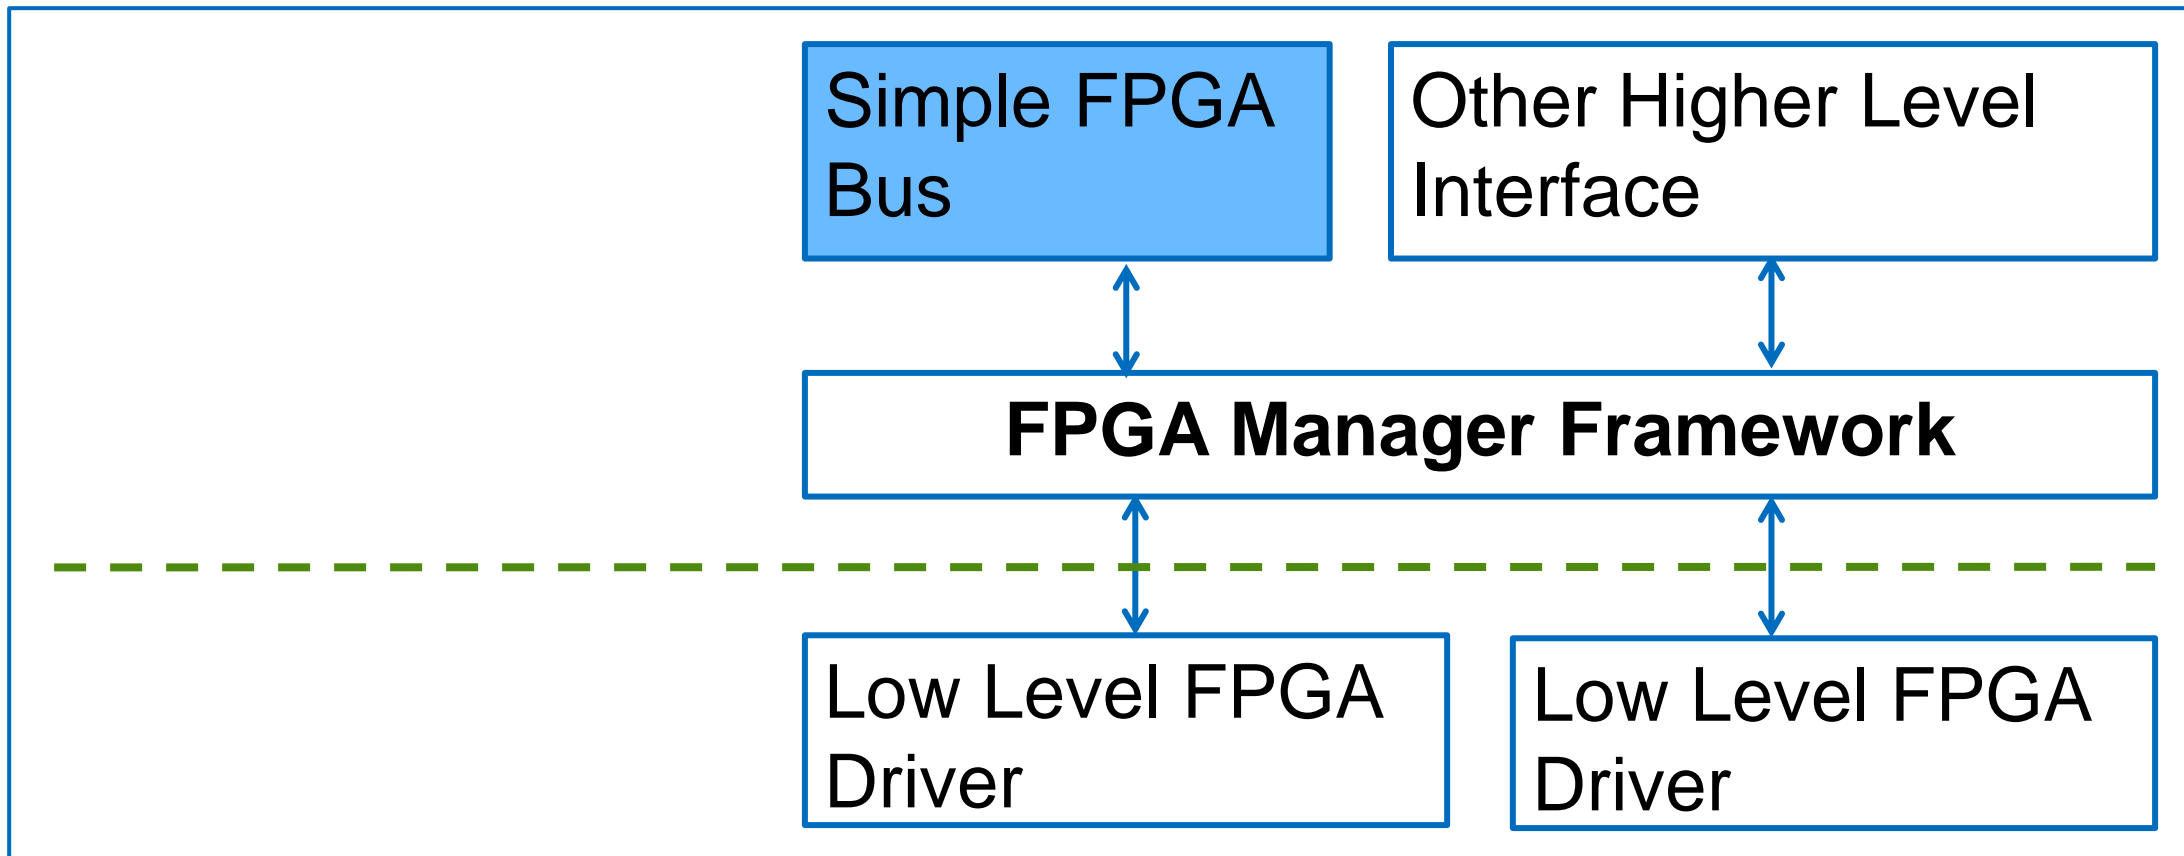 Simple FPGA
Bus
Other Higher Level
Interface
FPGA Manager Framework
Low Level FPGA
Driver
Low Level FPGA
Driver